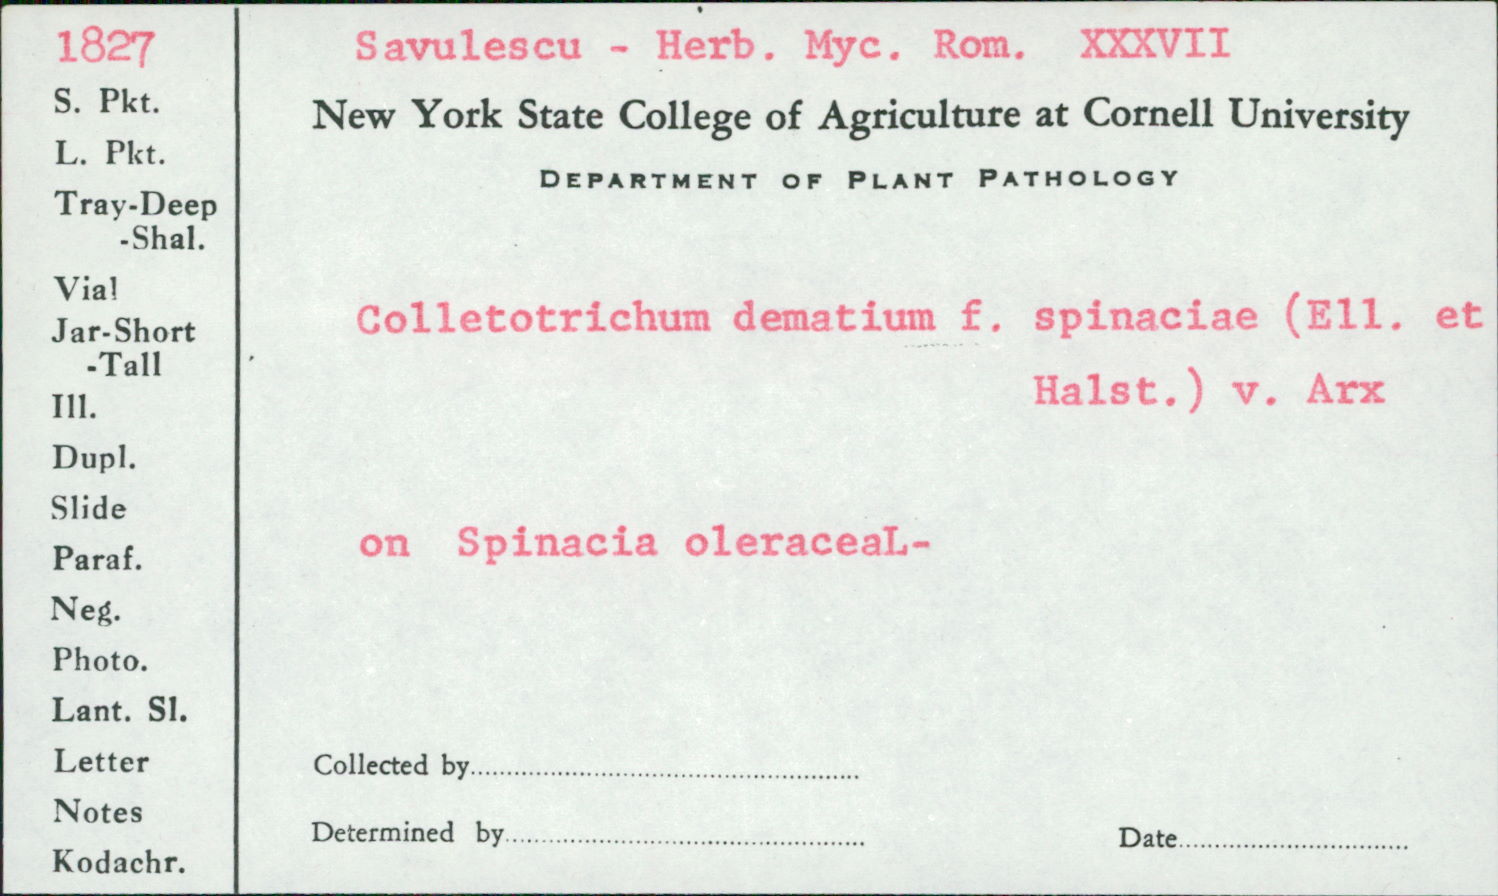 1827
S. Pkt.
L. Pkt.
Tray-Deep
-Shal.
Vial
Jar-Short
-Tall
Ill.
Dupl.
Slide
Paraf.
Neg.
Photo.
Lant. Sl.
Letter
Notes
Kodachr.
Savulescu - Herb. Myc. Rom. XXXVII
New York State College of Agriculture at Cornell University
DEPARTMENT OF PLANT PATHOLOGY
Colletotrichum dematium f. spinaciae (Ell. et
Halst.) v. Arx
on Spinacia oleraceaL-
Collected by
Determined by
Date